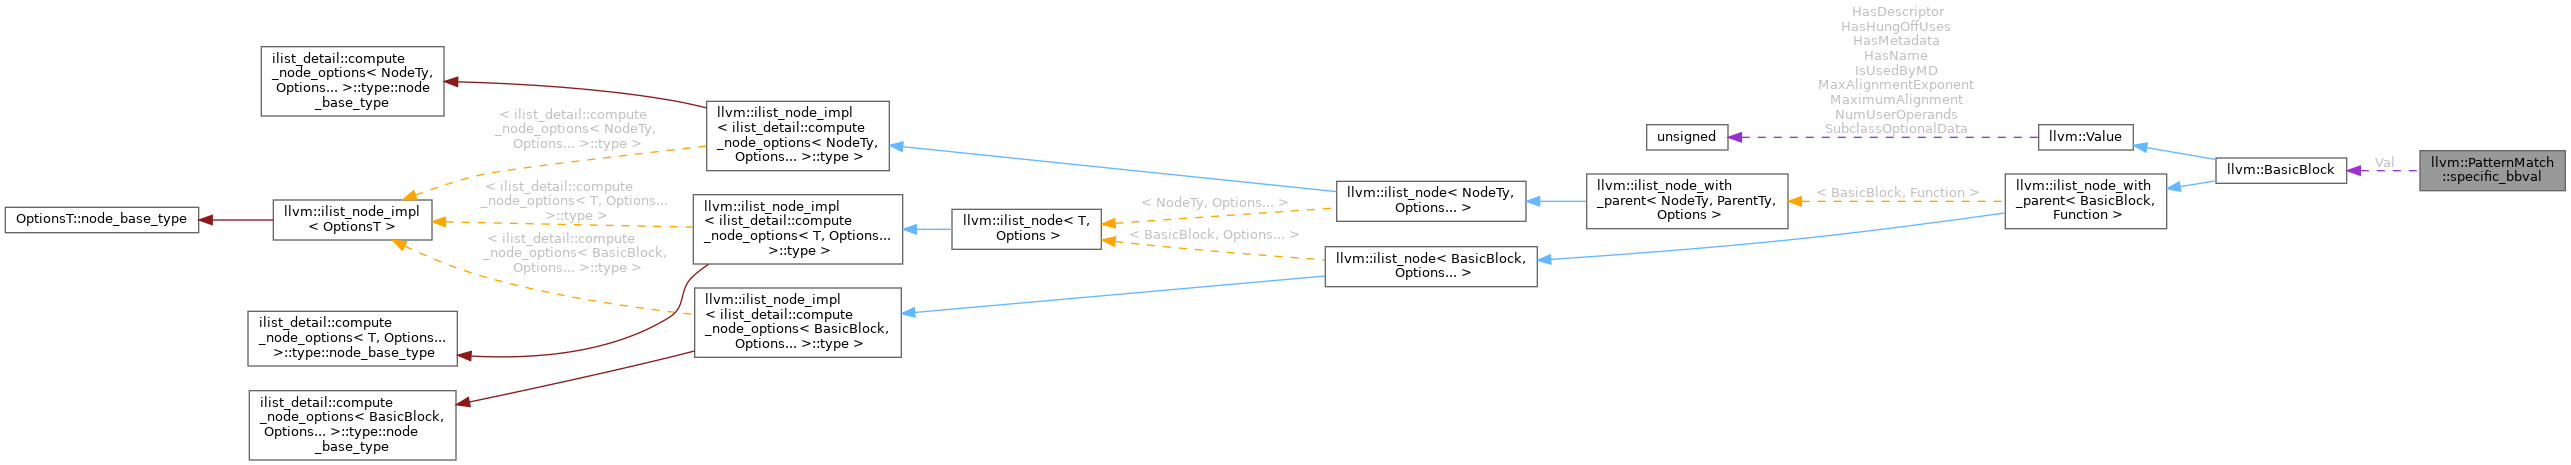 ilist_detail::compute
_node_options< NodeTy,
Options... >::type::node
_base_type
OptionsT::node_base_type
llvm::ilist_node_impl
< OptionsT >
ilist_detail::compute
_node_options< T, Options...
>::type::node_base_type
ilist_detail::compute
_node_options< BasicBlock,
Options... >::type::node
_base_type
< ilist_detail::compute
_node_options< NodeTy,
Options... >::type >
< ilist_detail::compute
_node_options< T, Options...
>::type >
< ilist_detail::compute
_node_options< BasicBlock,
Options... >::type >
llvm::ilist_node_impl
< ilist_detail::compute
_node_options< NodeTy,
Options... >::type >
llvm::ilist_node_impl
< ilist_detail::compute
_node_options< T, Options...
>::type >
llvm::ilist_node_impl
< ilist_detail::compute
_node_options< BasicBlock,
Options... >::type >
llvm::ilist_node< T,
Options >
< NodeTy, Options... >
< BasicBlock, Options... >
llvm::ilist_node< NodeTy,
Options... >
llvm::ilist_node< BasicBlock,
Options... >
unsigned
llvm::ilist_node_with
_parent< NodeTy, ParentTy,
Options >
HasDescriptor
HasHungOffUses
HasMetadata
HasName
IsUsedByMD
MaxAlignmentExponent
MaximumAlignment
NumUserOperands
SubclassOptionalData
< BasicBlock, Function >
llvm::Value
llvm::ilist_node_with
_parent< BasicBlock,
Function >
llvm::BasicBlock
Val
llvm::PatternMatch
::specific_bbval